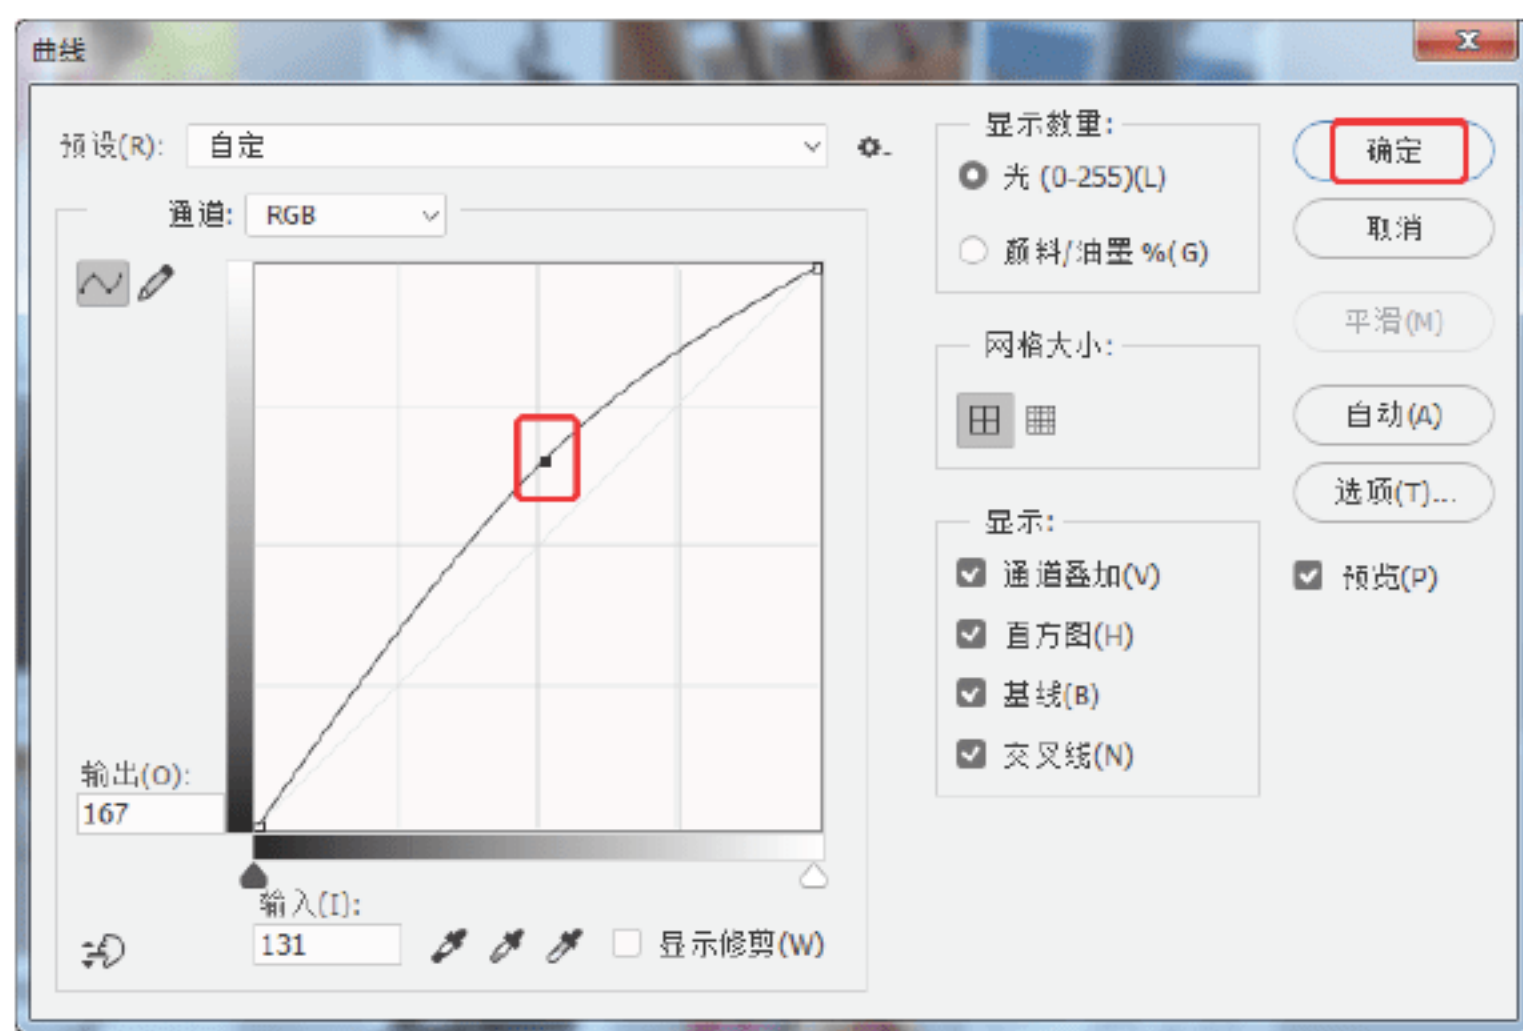 曲线
预设(R): 自定
通道: RGB
输出(O):
167
输入(I):
131
显示修剪(W)
显示数量:
光 (0-255)(L)
颜料/油墨 %(G)
网格大小:
显示:
通道叠加(V)
直方图(H)
基线(B)
交叉线(N)
确定
取消
平滑(M)
自动(A)
选项(T)...
预览(P)